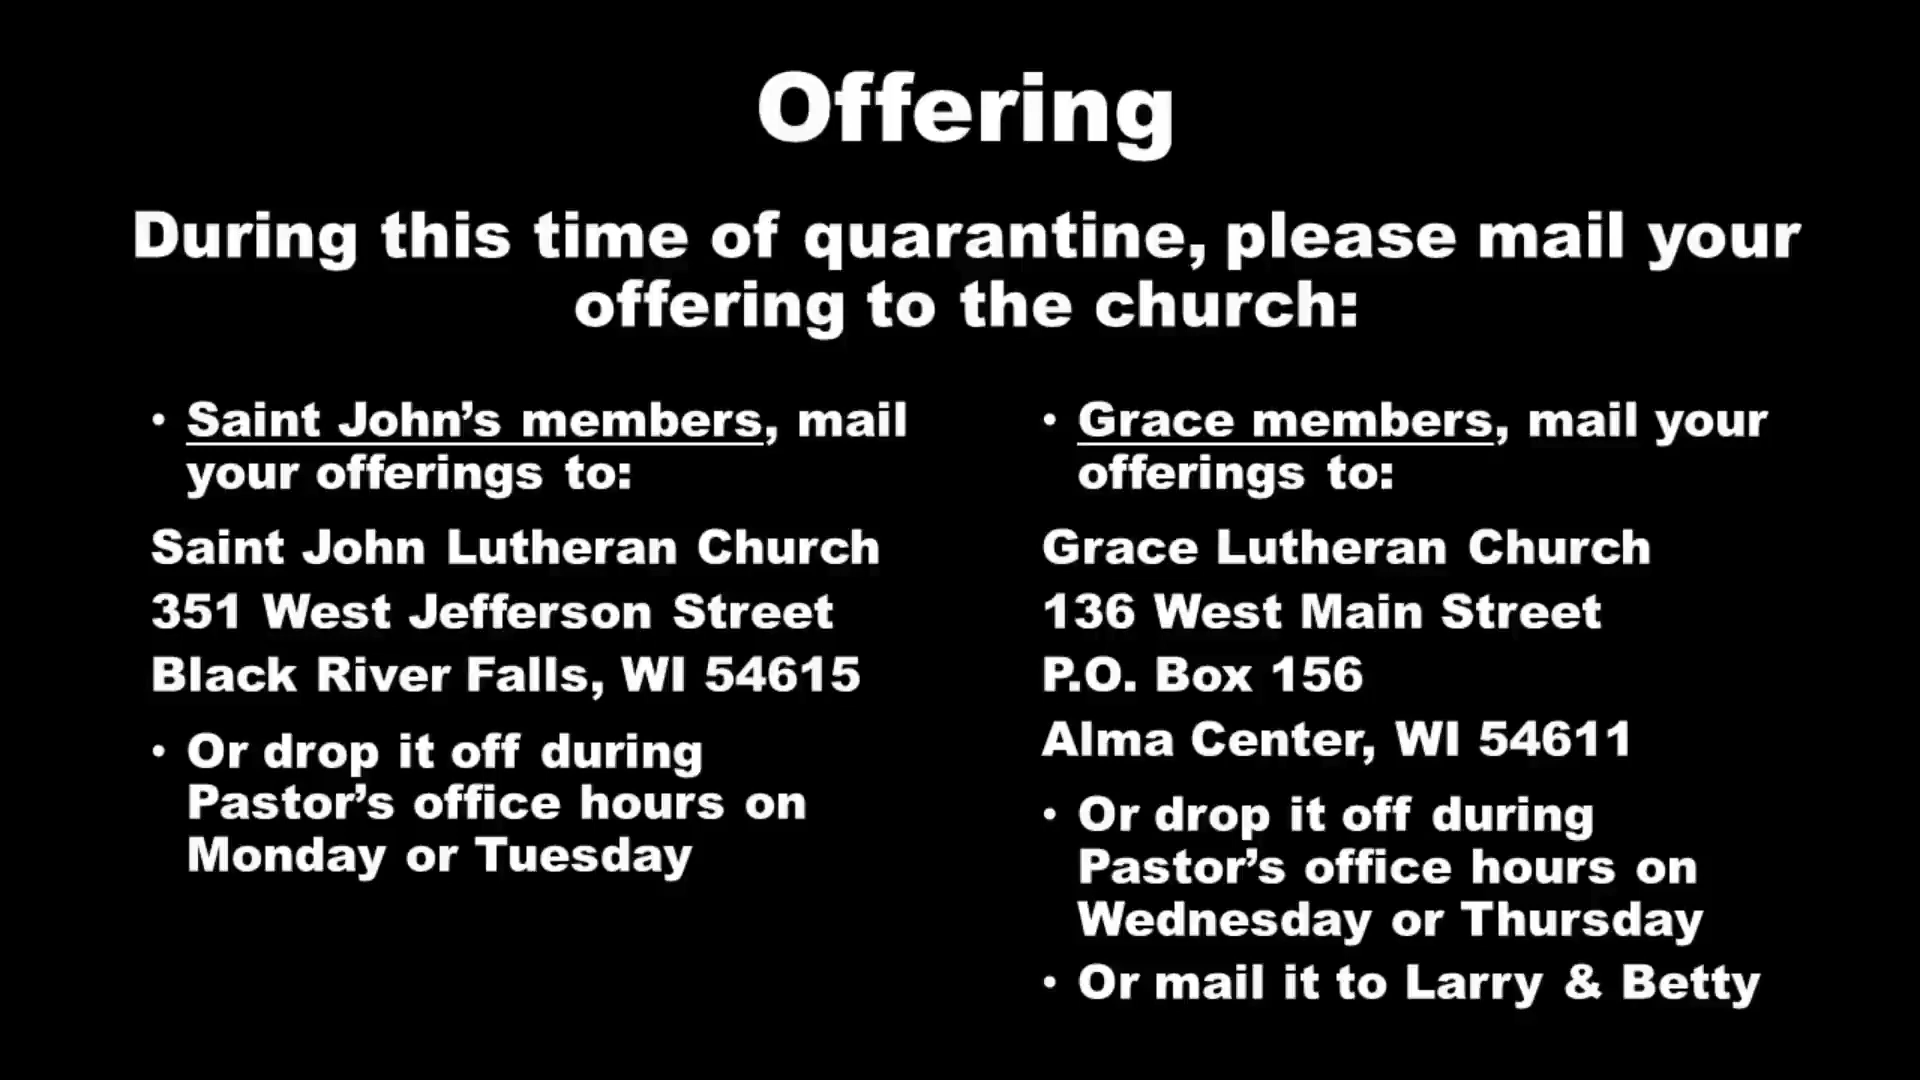 Offering
During this time of quarantine, please mail your
offering to the church:
• Saint John’s members, mail
your offerings to:
Saint John Lutheran Church
351 West Jefferson Street
Black River Falls, WI 54615
• Or drop it off during
Pastor’s office hours on
Monday or Tuesday
• Grace members, mail your
offerings to:
Grace Lutheran Church
136 West Main Street
P.O. Box 156
Alma Center, WI 54611
• Or drop it off during
Pastor’s office hours on
Wednesday or Thursday
• Or mail it to Larry & Betty